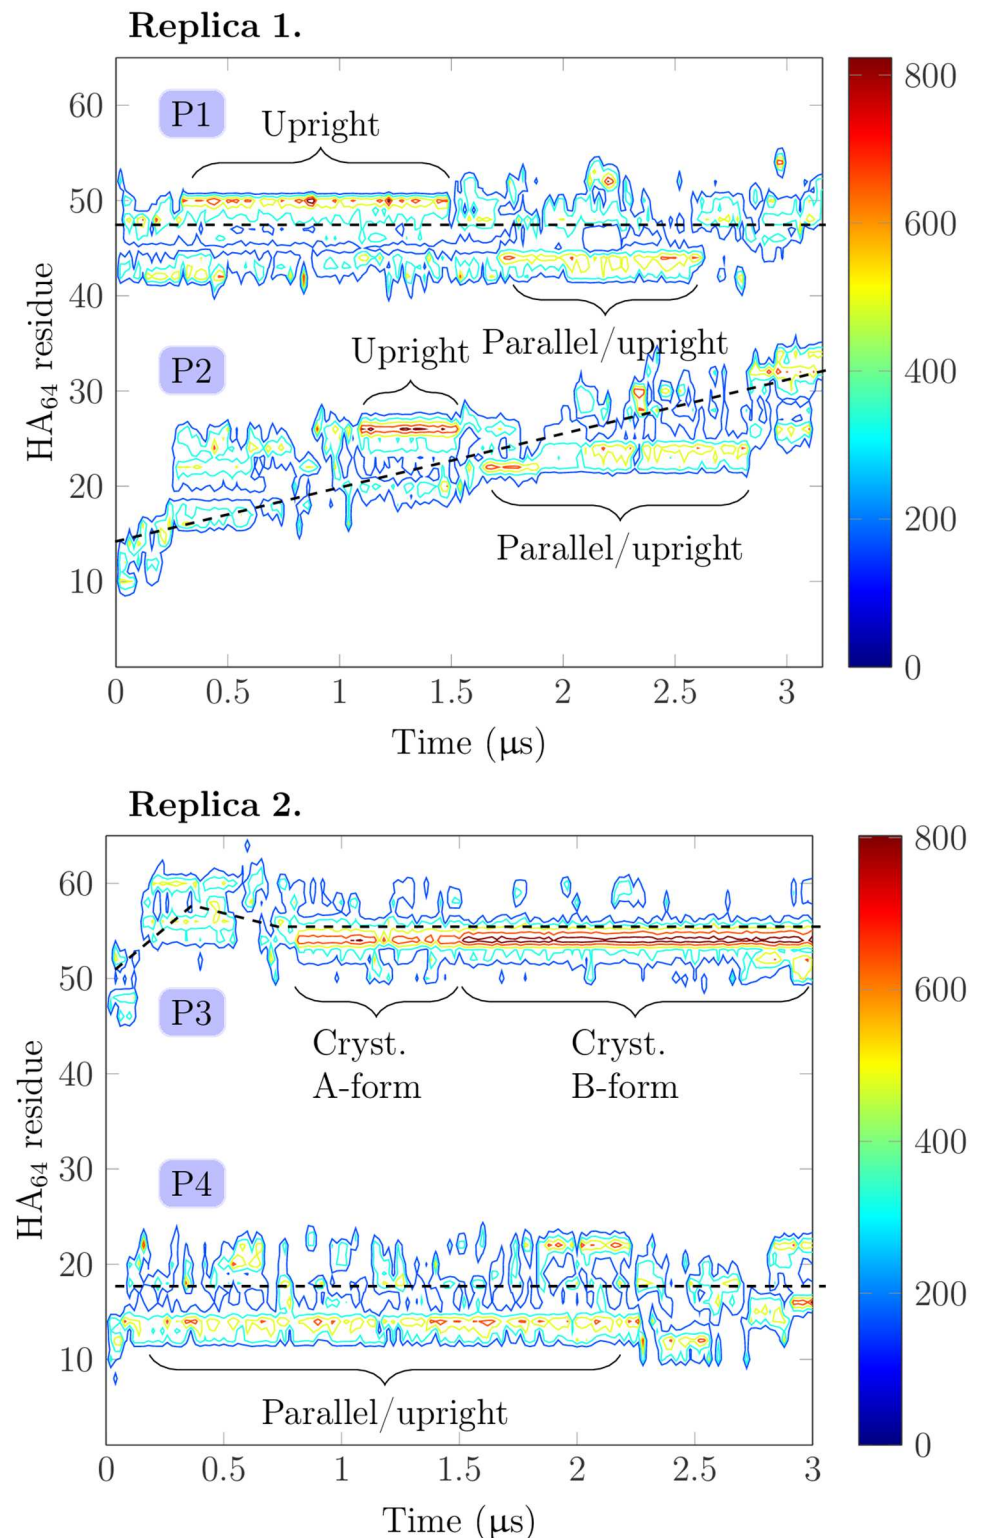 Replica 1.
P1
Upright
Parallel/upright
P2
Upright
Parallel/upright
HA64 residue
60
50
40
30
20
10
0
0.5
1
1.5
2
2.5
3
Time (μs)
800
600
400
200
0
Replica 2.
P3
Cryst.
A-form
Cryst.
B-form
P4
Parallel/upright
HA64 residue
60
50
40
30
20
10
0
0.5
1
1.5
2
2.5
3
Time (μs)
800
600
400
200
0